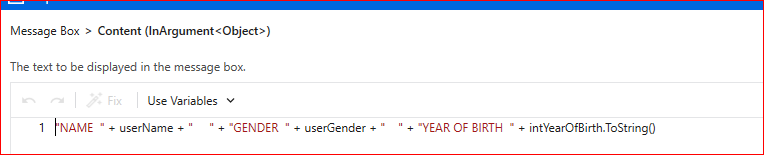 Message Box > Content (InArgument<Object>)
The text to be displayed in the message box.
Fix Use Variables
1 "NAME  " + userName + "     " + "GENDER  " + userGender + "    " + "YEAR OF BIRTH  " + intYearOfBirth.ToString()